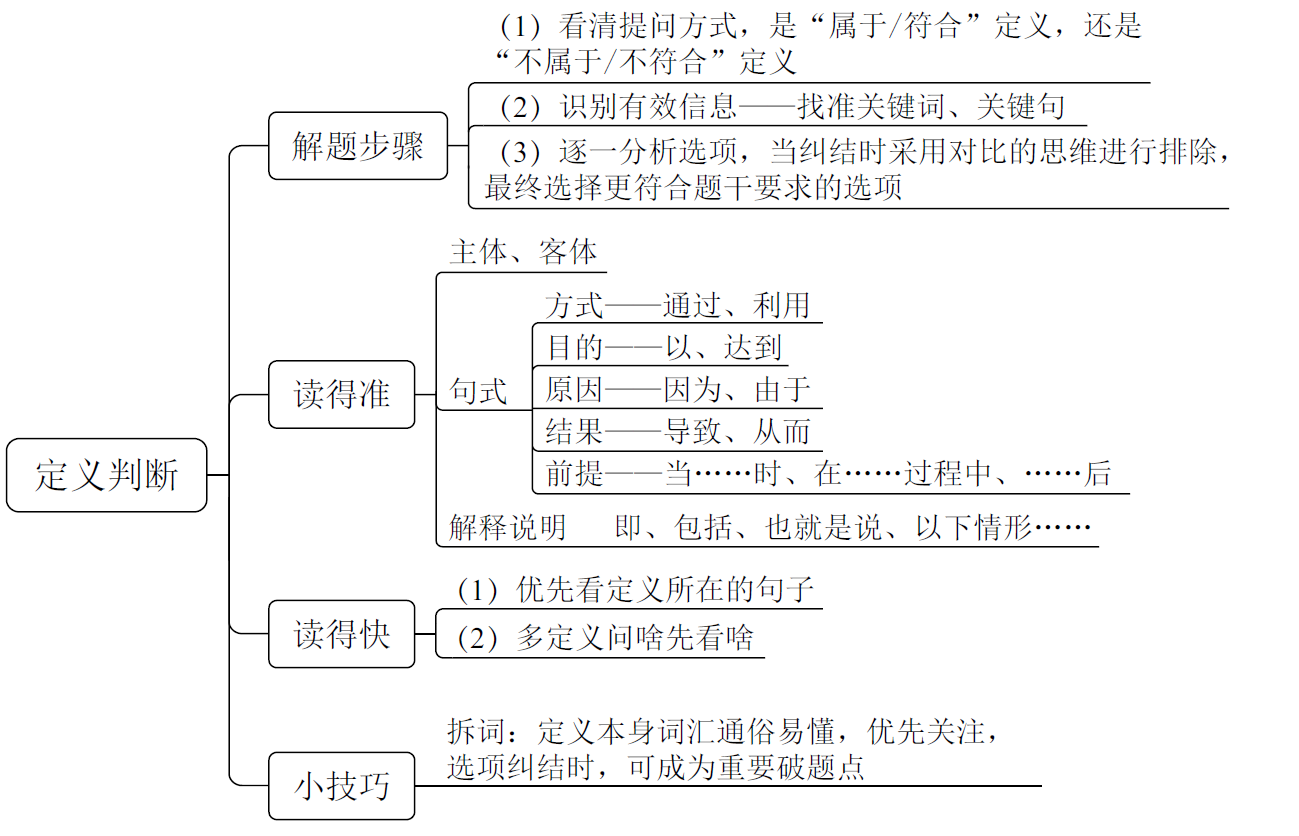 定义判断
解题步骤
（1）看清提问方式，是“属于/符合”定义，还是
“不属于/不符合”定义
（2）识别有效信息——找准关键词、关键句
（3）逐一分析选项，当纠结时采用对比的思维进行排除，
最终选择更符合题干要求的选项
读得准
主体、客体
句式
方式——通过、利用
目的——以、达到
原因——因为、由于
结果——导致、从而
前提——当……时、在……过程中、……后
解释说明 即、包括、也就是说、以下情形……
读得快
（1）优先看定义所在的句子
（2）多定义问啥先看啥
小技巧
拆词：定义本身词汇通俗易懂，优先关注，
选项纠结时，可成为重要破题点